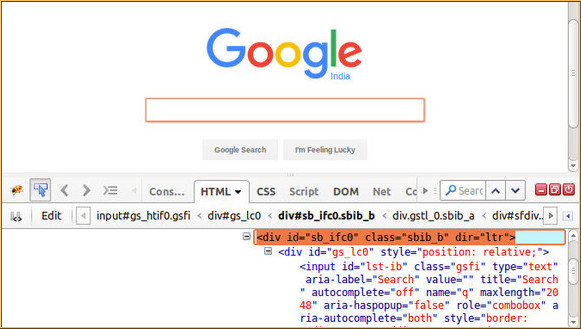 Google
India
Google Search
I'm Feeling Lucky
Cons...
HTML
CSS
Script
DOM
Net
Co
Searc
Edit
input#gs_htif0.gsfi
<
div#gs_lc0
<
div#sb_ifc0.sbib_b
<
div.gstl_0.sbib_a
<
div#sfdiv...
<div id="sb_ifc0" class="sbib_b" dir="ltr">
<div id="gs_lc0" style="position: relative;">
<input id="lst-ib" class="gsfi" type="text"
aria-label="Search" value="" title="Search
" autocomplete="off" name="q" maxlength="20
48" aria-haspopup="false" role="combobox" a
ria-autocomplete="both" style="border: